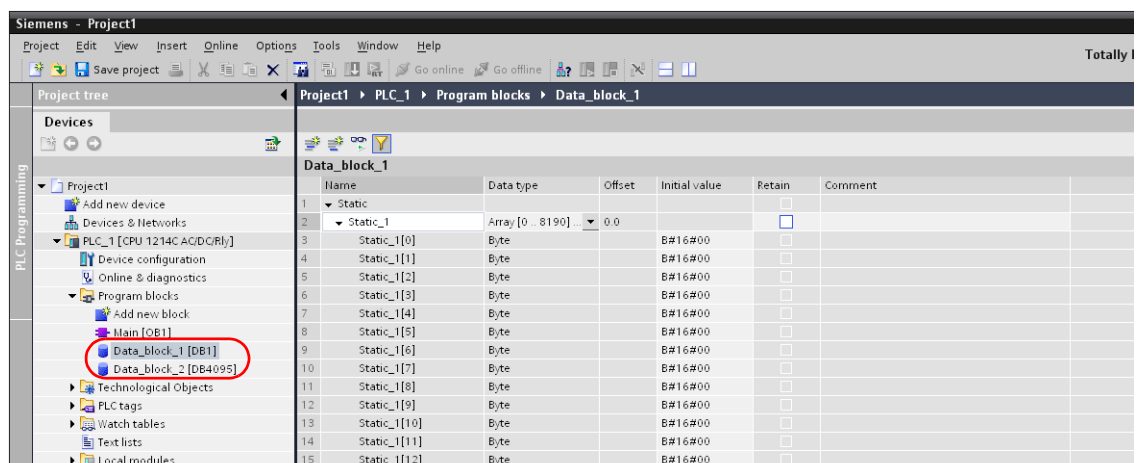 Siemens - Project1
Project Edit View Insert Online Options Tools Window Help
Save project Go online Go offline
Totally
Project tree
Project1 PLC_1 Program blocks Data_block_1
Devices
PLC Programming
Data_block_1
Name Data type Offset Initial value Retain Comment
Project1
Add new device
Devices & Networks
PLC_1 [CPU 1214C AC/DC/Rly]
Device configuration
Online & diagnostics
Program blocks
Add new block
Main [OB1]
Data_block_1 [DB1]
Data_block_2 [DB4095]
Technological Objects
PLC tags
Watch tables
Text lists
Local modules
1 Static
2 Static_1 Array [0 .. 8190] ... 0.0
3 Static_1[0] Byte B#16#00
4 Static_1[1] Byte B#16#00
5 Static_1[2] Byte B#16#00
6 Static_1[3] Byte B#16#00
7 Static_1[4] Byte B#16#00
8 Static_1[5] Byte B#16#00
9 Static_1[6] Byte B#16#00
10 Static_1[7] Byte B#16#00
11 Static_1[8] Byte B#16#00
12 Static_1[9] Byte B#16#00
13 Static_1[10] Byte B#16#00
14 Static_1[11] Byte B#16#00
15 Static_1[12] Byte B#16#00